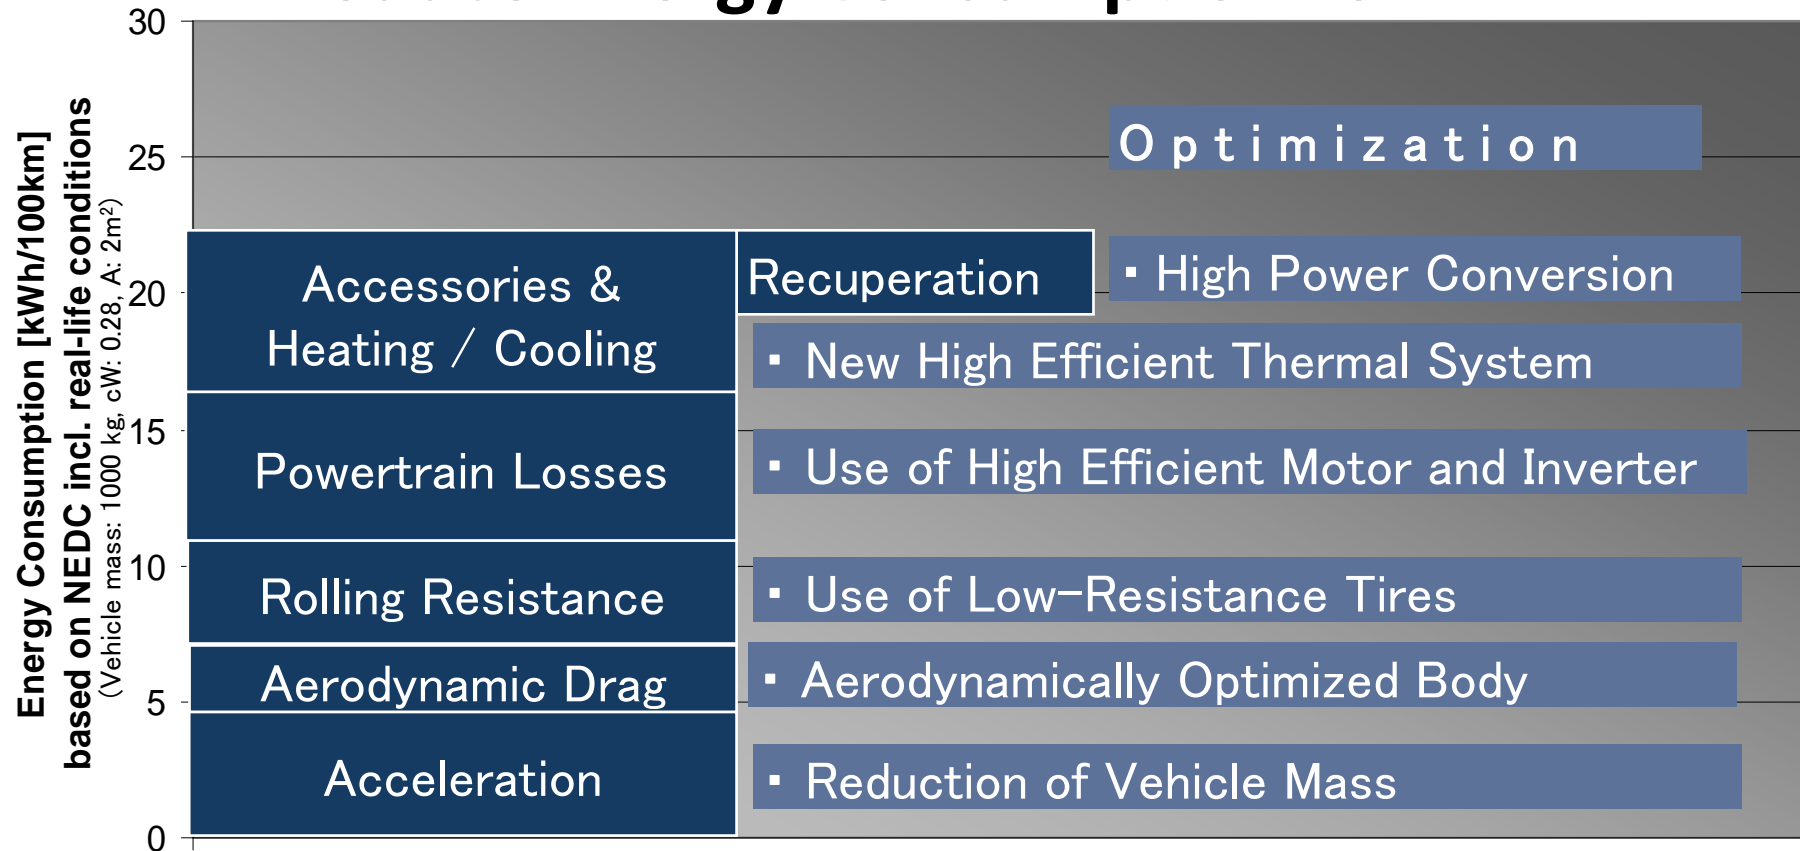 30
25
20
15
10
5
0
Energy Consumption [kWh/100km]
based on NEDC incl. real-life conditions
(Vehicle mass: 1000 kg, cW: 0.28, A: 2m²)
Optimization
Accessories &
Heating / Cooling
Recuperation
▪ High Power Conversion
▪ New High Efficient Thermal System
Powertrain Losses
▪ Use of High Efficient Motor and Inverter
Rolling Resistance
▪ Use of Low-Resistance Tires
Aerodynamic Drag
▪ Aerodynamically Optimized Body
Acceleration
▪ Reduction of Vehicle Mass